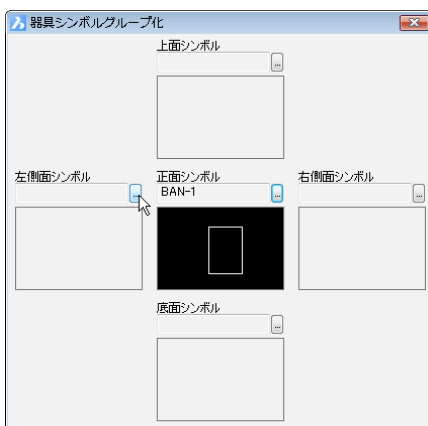 器具シンボルグループ化
上面シンボル
...
左側面シンボル
...
正面シンボル
BAN-1
...
右側面シンボル
...
底面シンボル
...